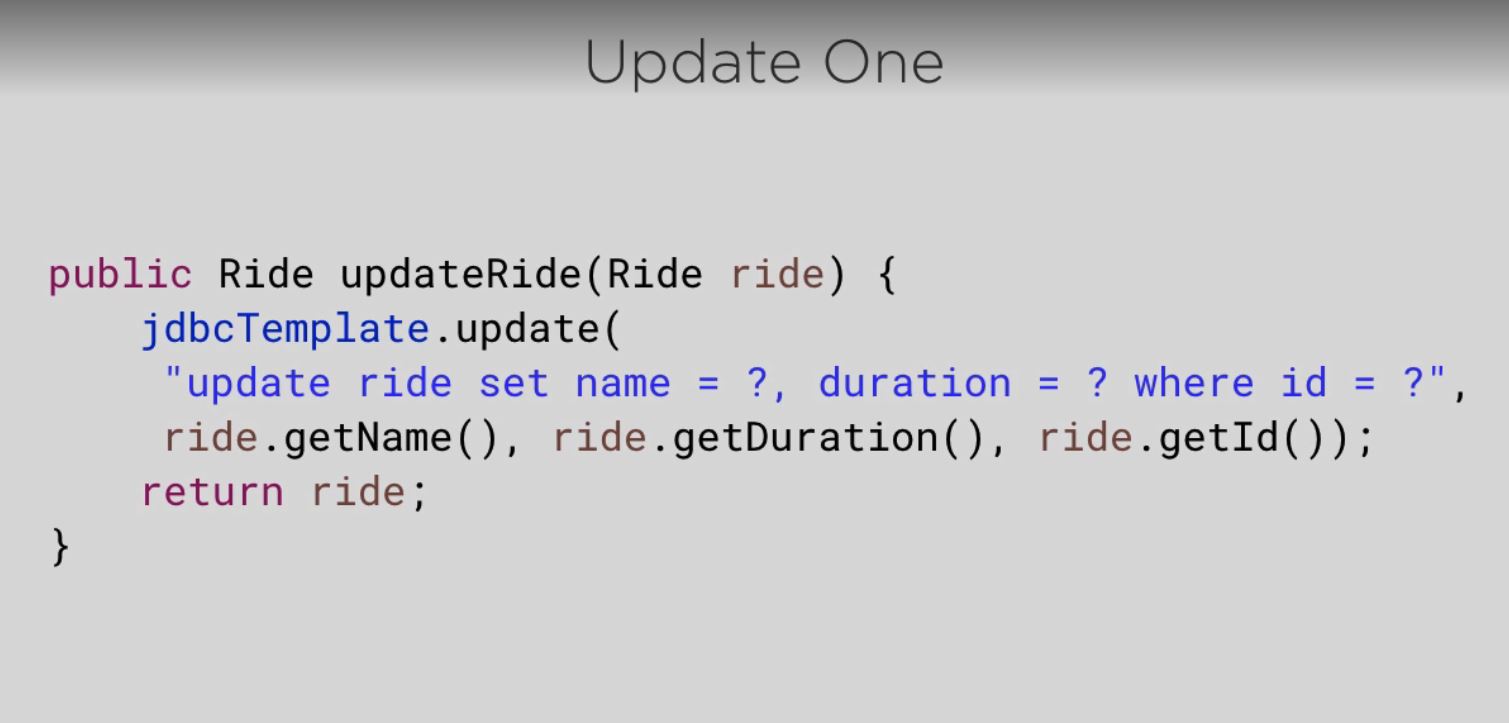 Update One
public Ride updateRide(Ride ride) {
    jdbcTemplate.update(
     "update ride set name = ?, duration = ? where id = ?",
     ride.getName(), ride.getDuration(), ride.getId());
    return ride;
}